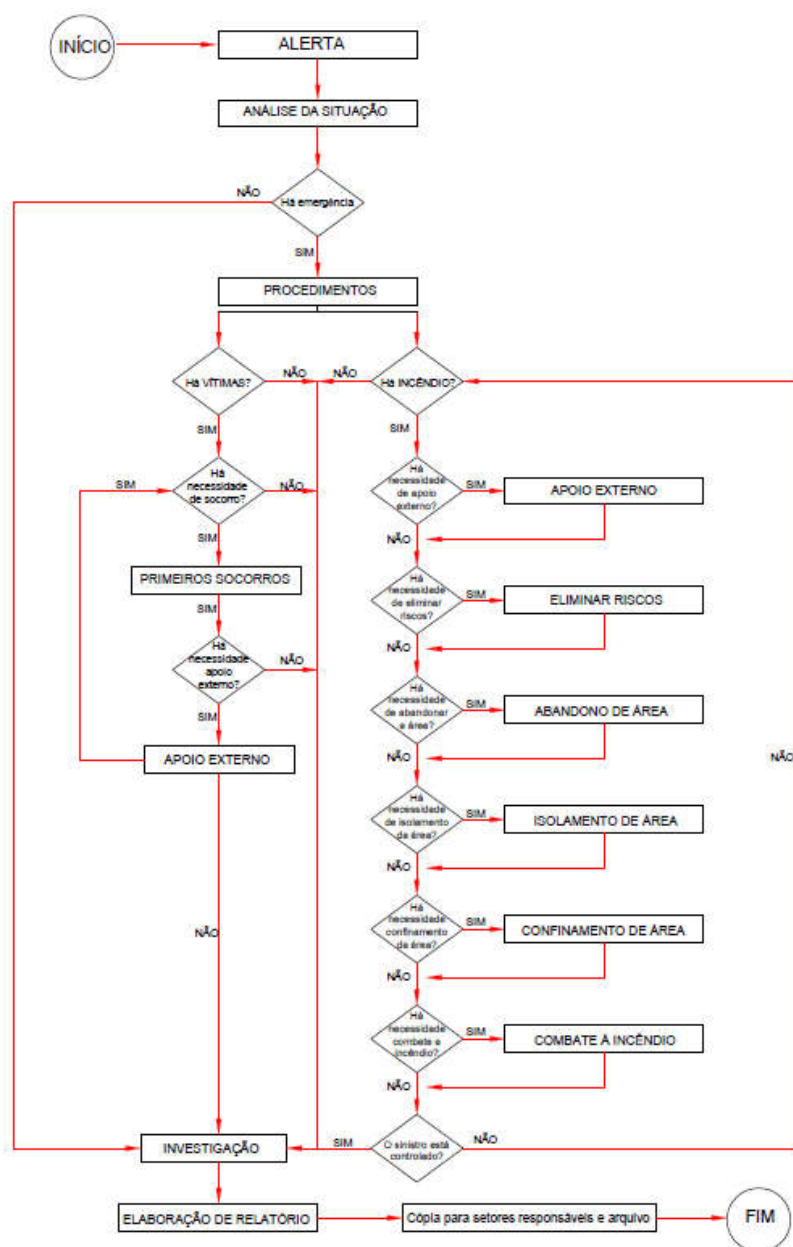 INÍCIO
ALERTA
ANÁLISE DA SITUAÇÃO
NÃO
Há emergência
SIM
PROCEDIMENTOS
Há VÍTIMAS?
NÃO
NÃO
Há INCÊNDIO?
SIM
SIM
SIM
Há
necessidade
de socorro?
NÃO
Há
necessidade
de apoio
externo?
SIM
APOIO EXTERNO
SIM
NÃO
PRIMEIROS SOCORROS
Há
necessidade
de eliminar
riscos?
SIM
ELIMINAR RISCOS
SIM
Há
necessidade
apoio
externo?
NÃO
NÃO
SIM
Há
necessidade
de abandonar
a área?
SIM
ABANDONO DE ÁREA
APOIO EXTERNO
NÃO
NÃO
Há
necessidade
de isolamento
da área?
SIM
ISOLAMENTO DE ÁREA
NÃO
NÃO
Há
necessidade
confinamento
da área?
SIM
CONFINAMENTO DE ÁREA
NÃO
Há
necessidade
combate e
incêndio?
SIM
COMBATE À INCÊNDIO
NÃO
INVESTIGAÇÃO
SIM
O sinistro está
controlado?
NÃO
ELABORAÇÃO DE RELATÓRIO
Cópia para setores responsáveis e arquivo
FIM